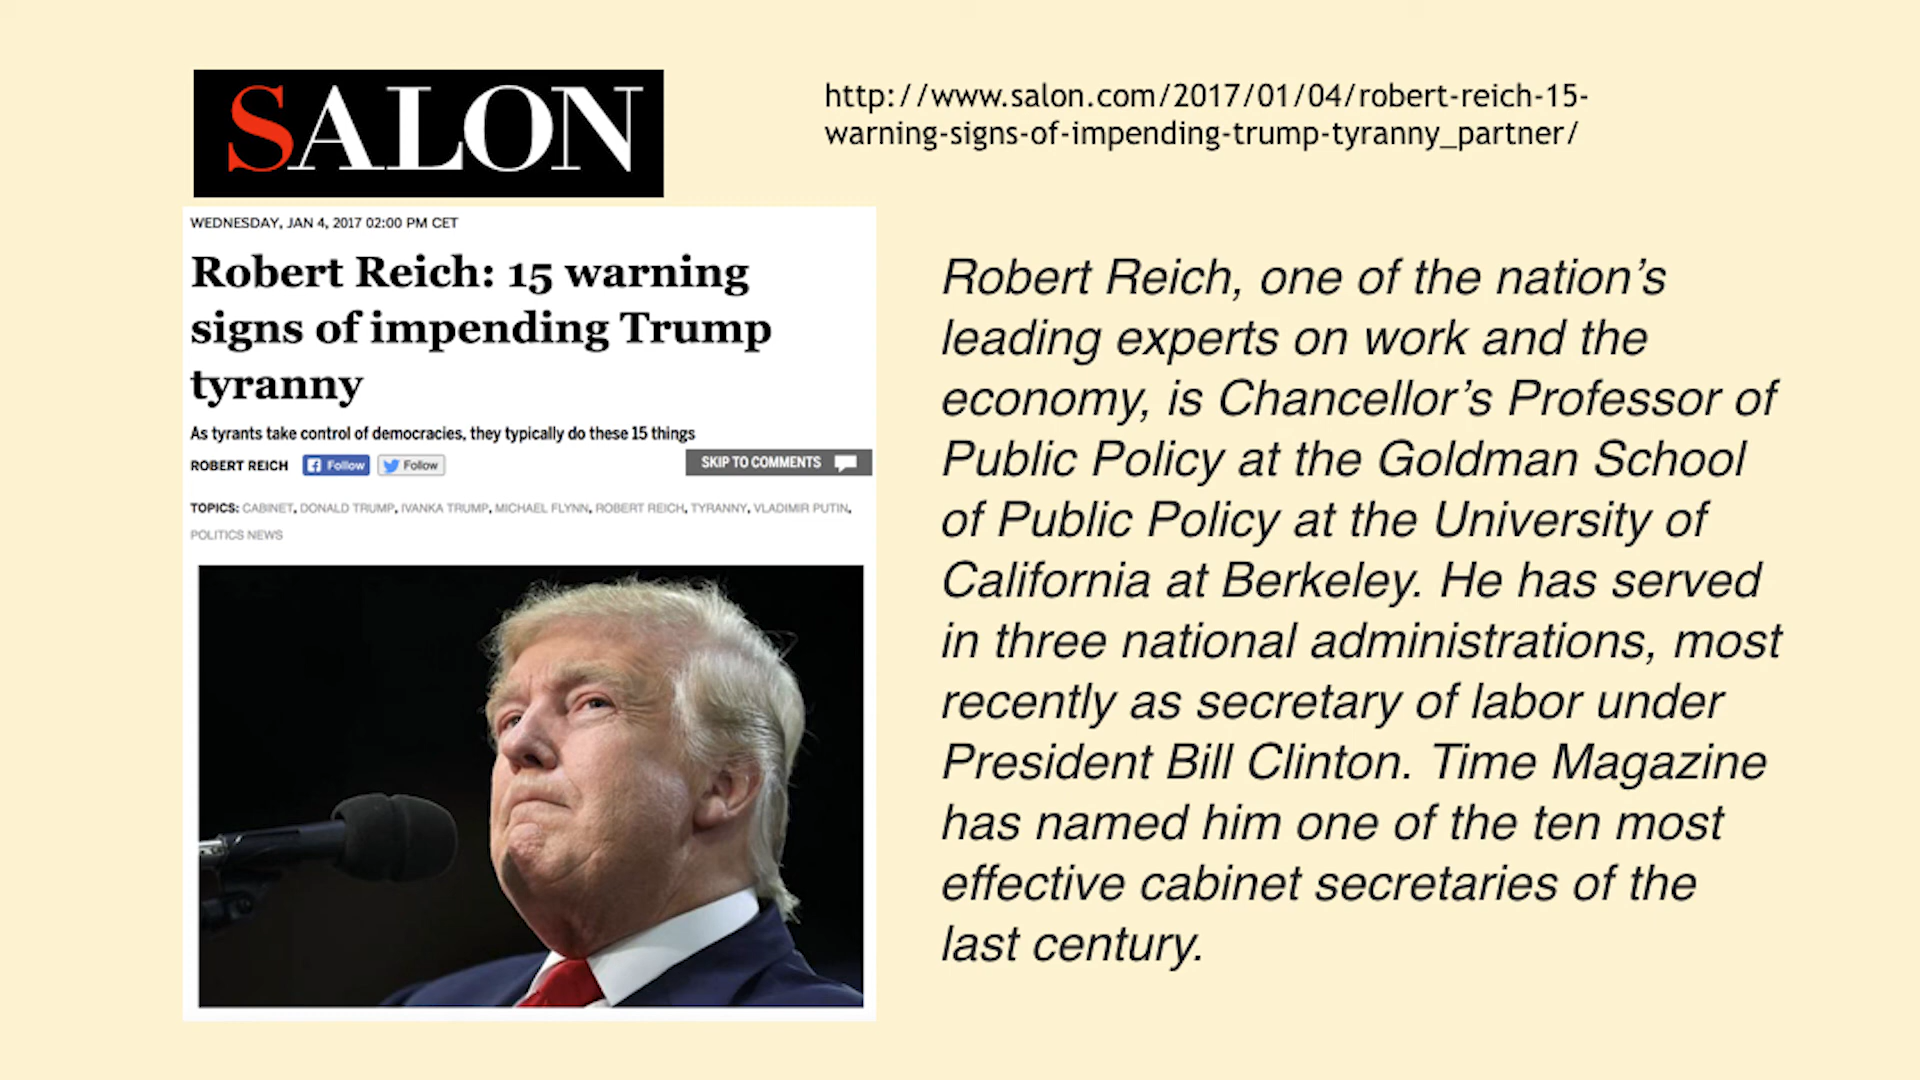 SALON
http://www.salon.com/2017/01/04/robert-reich-15-
warning-signs-of-impending-trump-tyranny_partner/
WEDNESDAY, JAN 4, 2017 02:00 PM CET
Robert Reich: 15 warning
signs of impending Trump
tyranny
As tyrants take control of democracies, they typically do these 15 things
ROBERT REICH Follow Follow SKIP TO COMMENTS
TOPICS: CABINET, DONALD TRUMP, IVANKA TRUMP, MICHAEL FLYNN, ROBERT REICH, TYRANNY, VLADIMIR PUTIN,
POLITICS NEWS
Robert Reich, one of the nation’s
leading experts on work and the
economy, is Chancellor’s Professor of
Public Policy at the Goldman School
of Public Policy at the University of
California at Berkeley. He has served
in three national administrations, most
recently as secretary of labor under
President Bill Clinton. Time Magazine
has named him one of the ten most
effective cabinet secretaries of the
last century.